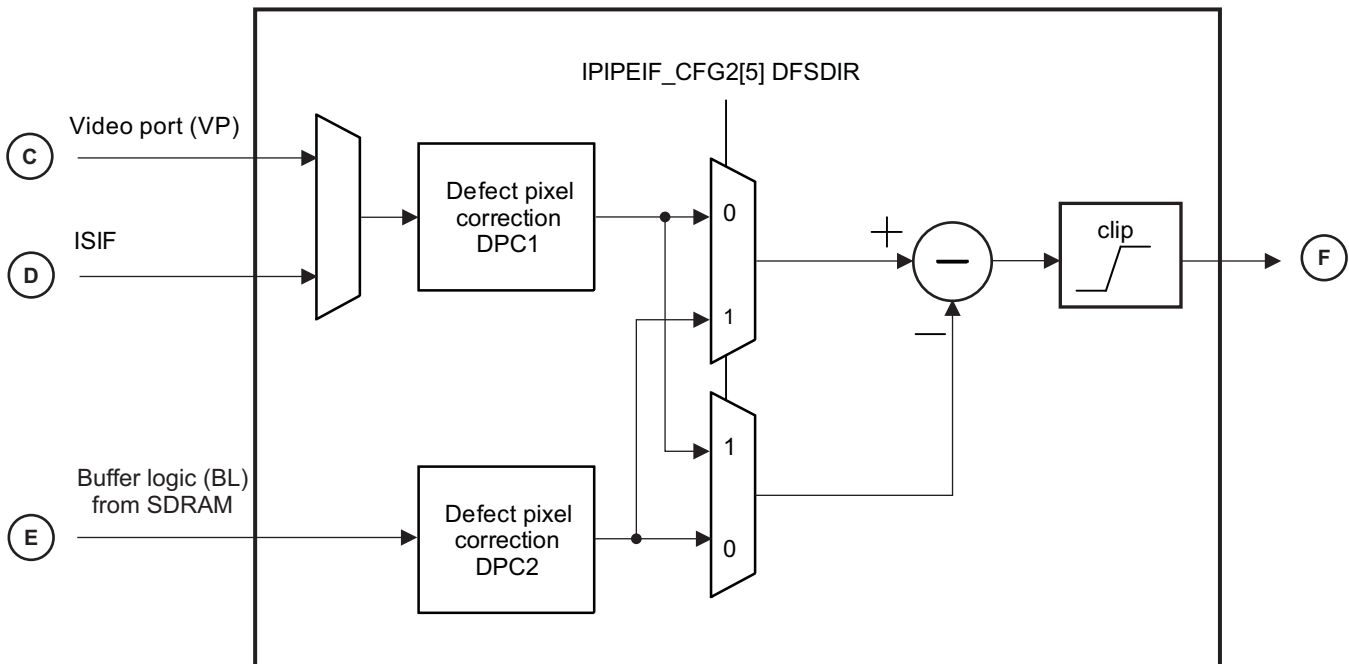 IPIPEIF_CFG2[5] DFSDIR
Video port (VP)
C
ISIF
D
Defect pixel
correction
DPC1
0
1
+
−
−
clip
F
Buffer logic (BL)
from SDRAM
E
Defect pixel
correction
DPC2
1
0